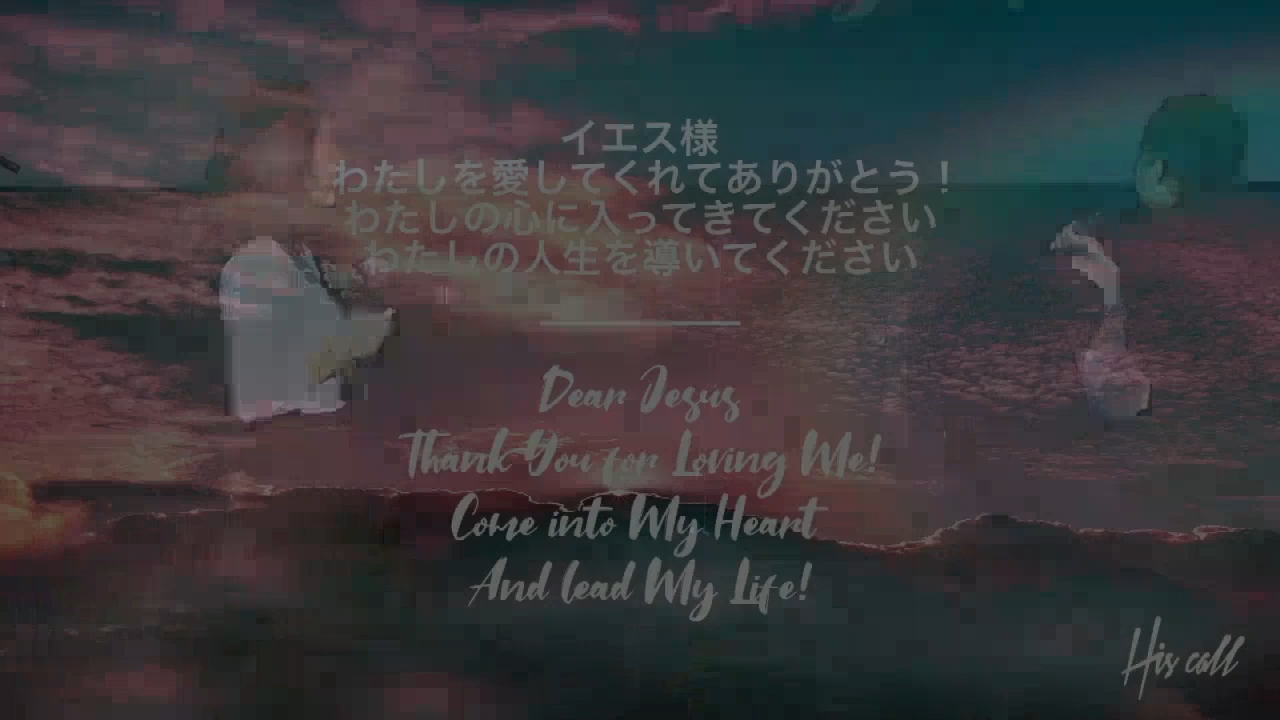 イエス様
わたしを愛してくれてありがとう！
わたしの心に入ってきてください
わたしの人生を導いてください
Dear Jesus
Thank You for Loving Me!
Come into My Heart
And lead My Life!
His call